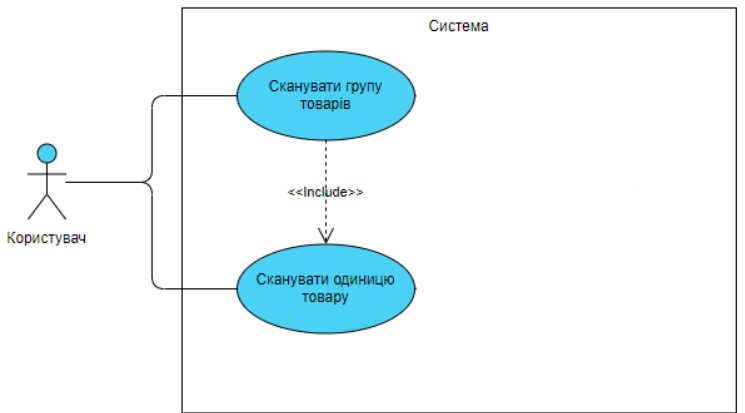 Система
Сканувати групу
товарів
<<Include>>
Користувач
Сканувати одиницю
товару